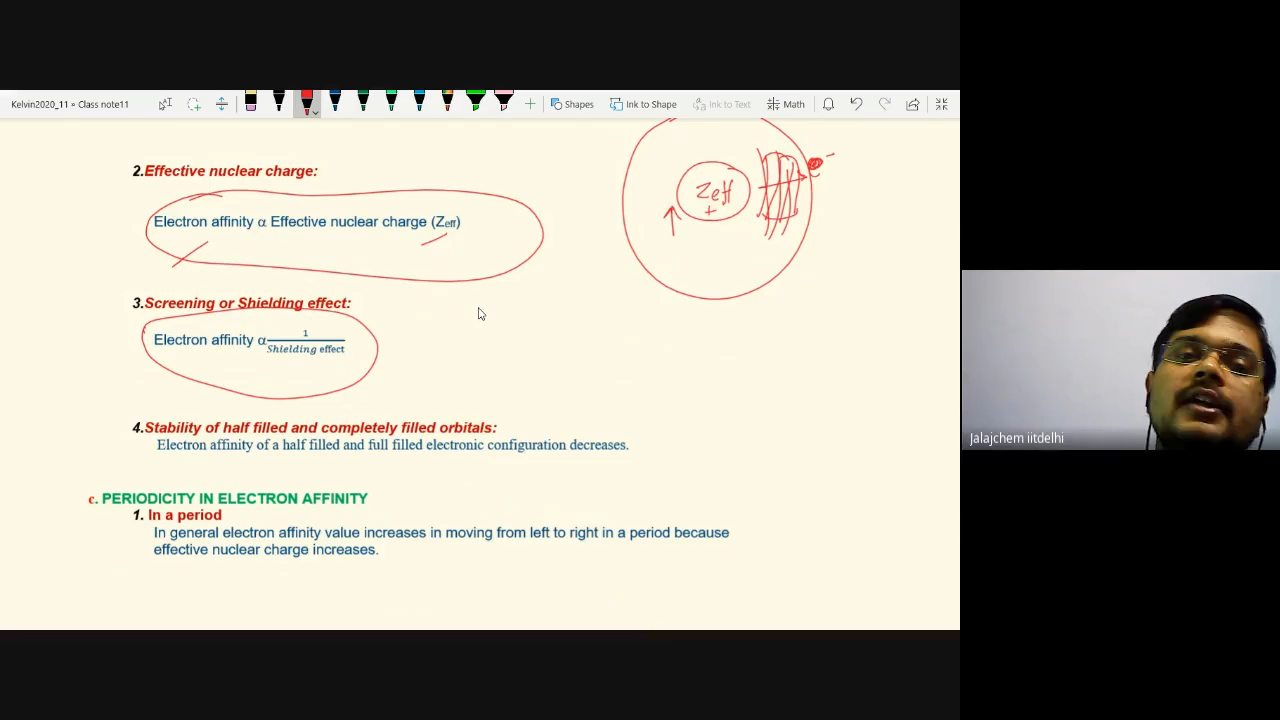 Kelvin2020_11 » Class note11
Shapes
Ink to Shape
Ink to Text
Math
2.Effective nuclear charge:
Electron affinity α Effective nuclear charge (Zeff)
Zeff
+
e-
3.Screening or Shielding effect:
Electron affinity α 1/Shielding effect
4.Stability of half filled and completely filled orbitals:
Electron affinity of a half filled and full filled electronic configuration decreases.
c. PERIODICITY IN ELECTRON AFFINITY
1. In a period
In general electron affinity value increases in moving from left to right in a period because
effective nuclear charge increases.
Jalajchem iitdelhi